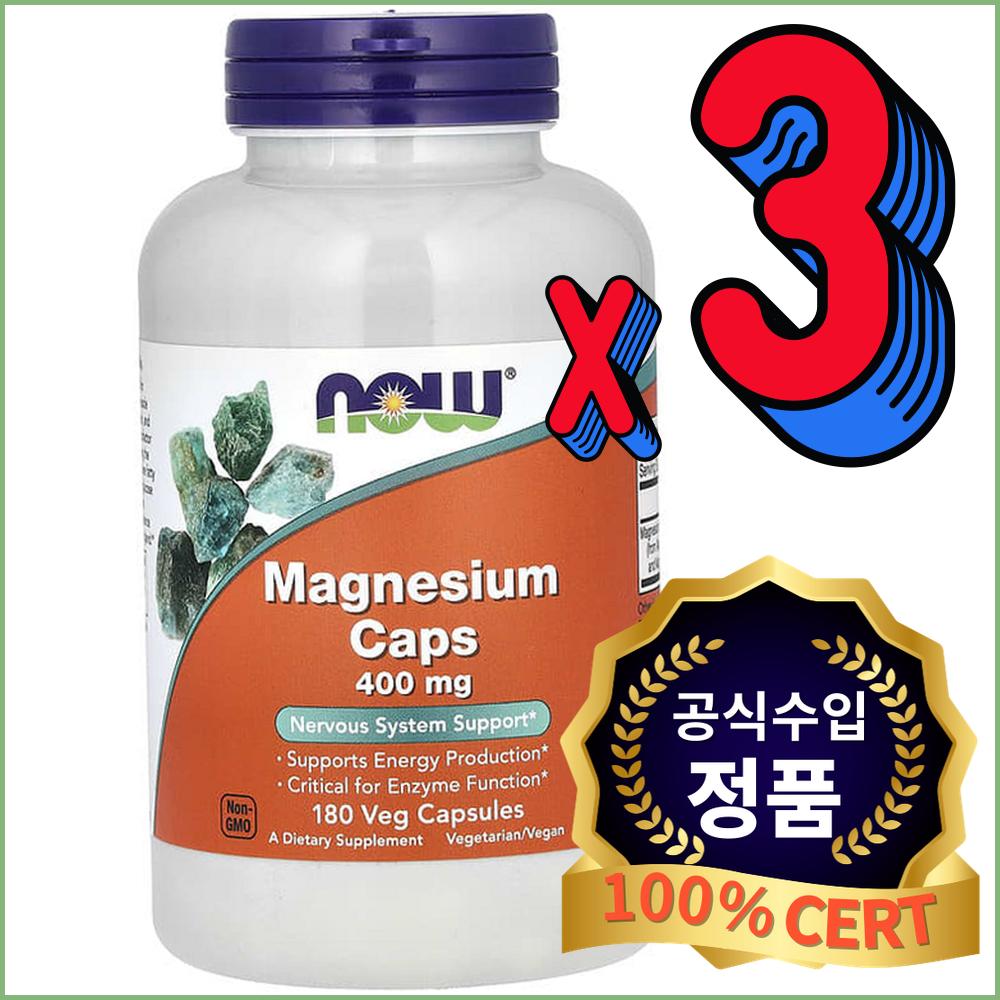 x 3
now®
Magnesium
Caps
400 mg
Nervous System Support*
· Supports Energy Production*
· Critical for Enzyme Function*
180 Veg Capsules
Non-
GMO
A Dietary Supplement Vegetarian/Vegan
공식수입
정품
100% CERT